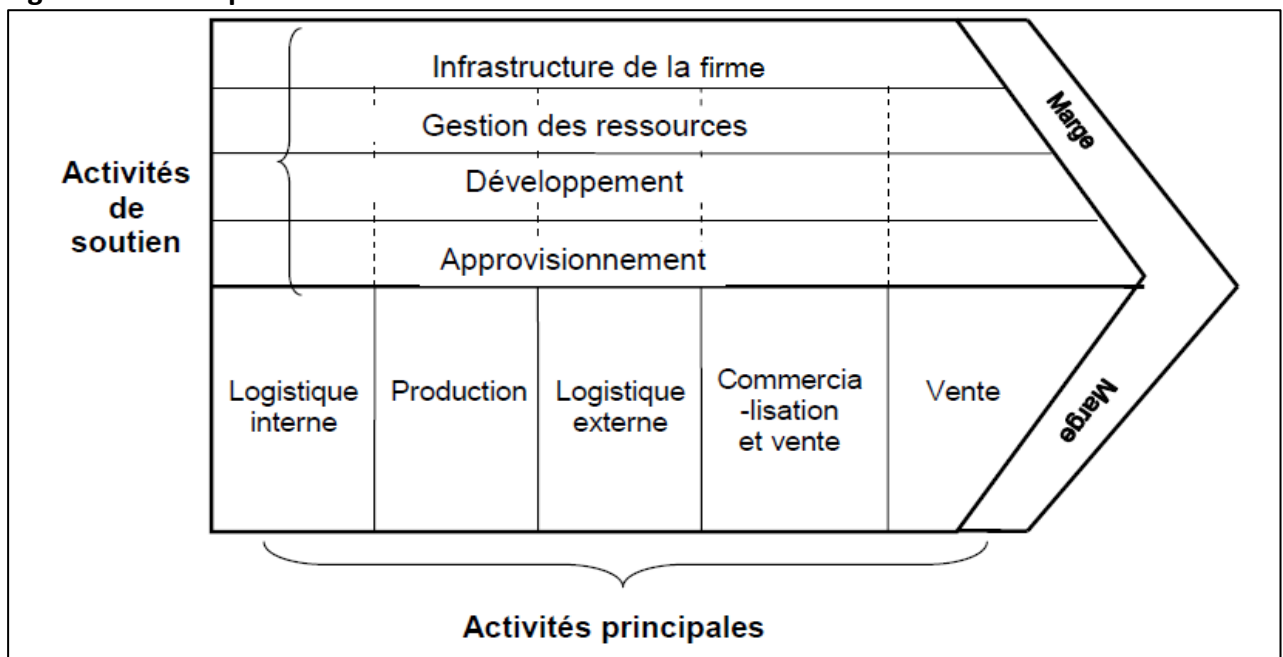 Infrastructure de la firme
Gestion des ressources
Développement
Approvisionnement
Activités
de
soutien
Marge
Marge
Logistique
interne
Production
Logistique
externe
Commercia
-lisation
et vente
Vente
Activités principales